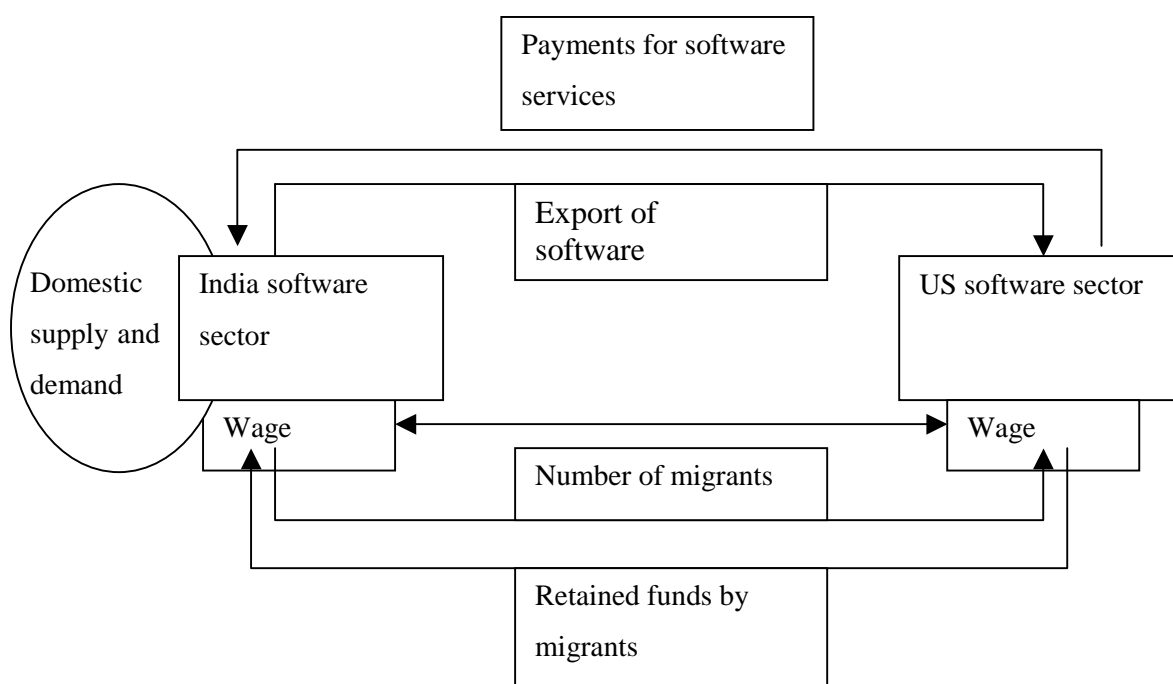 Payments for software
services
Export of
software
Domestic
supply and
demand
India software
sector
US software sector
Wage
Wage
Number of migrants
Retained funds by
migrants